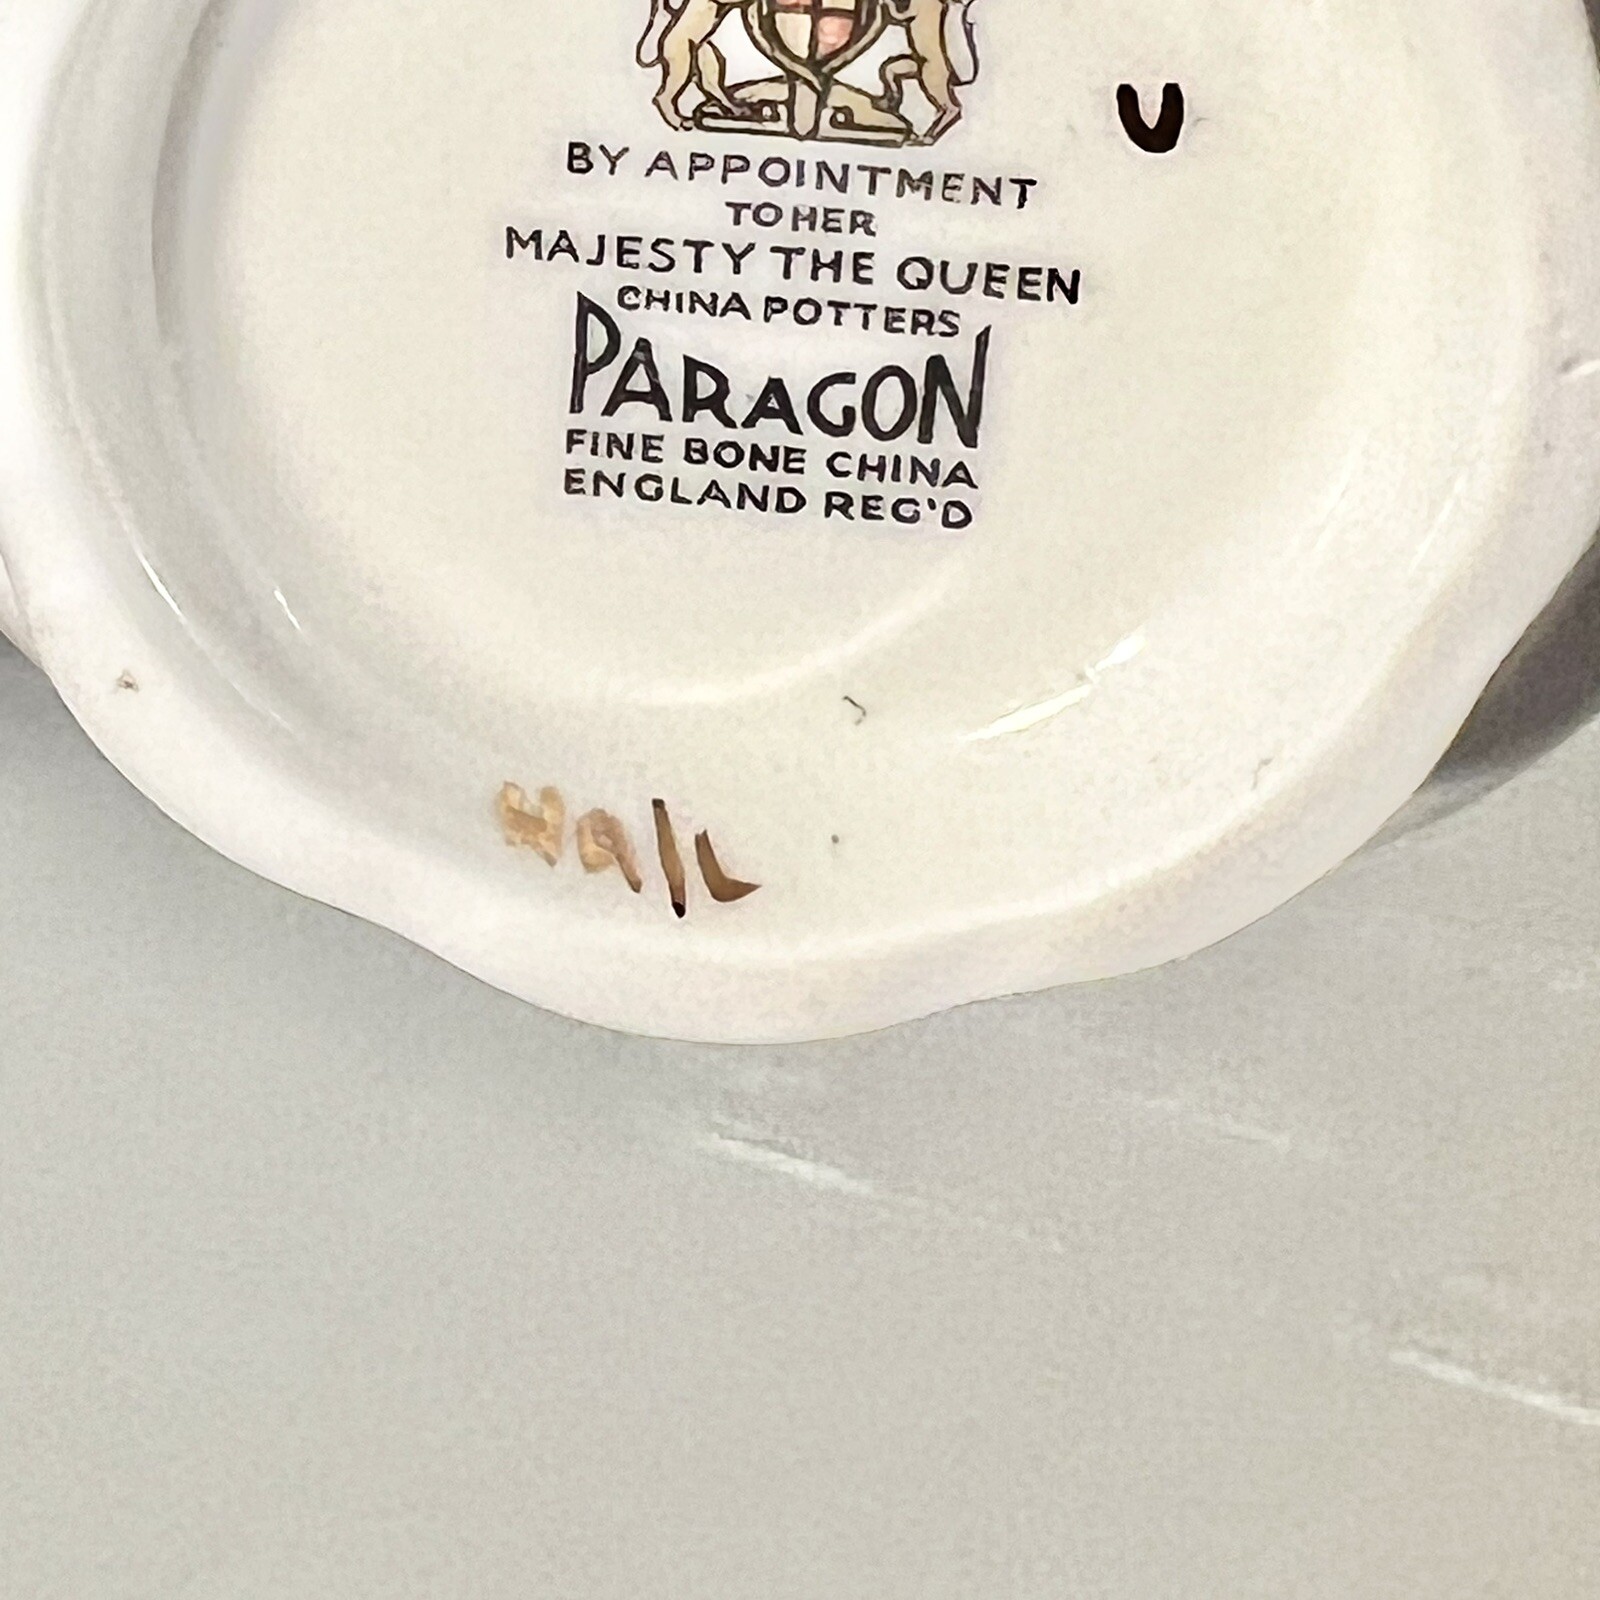 U
BY APPOINTMENT
TO HER
MAJESTY THE QUEEN
CHINA POTTERS
PARAGON
FINE BONE CHINA
ENGLAND REG'D